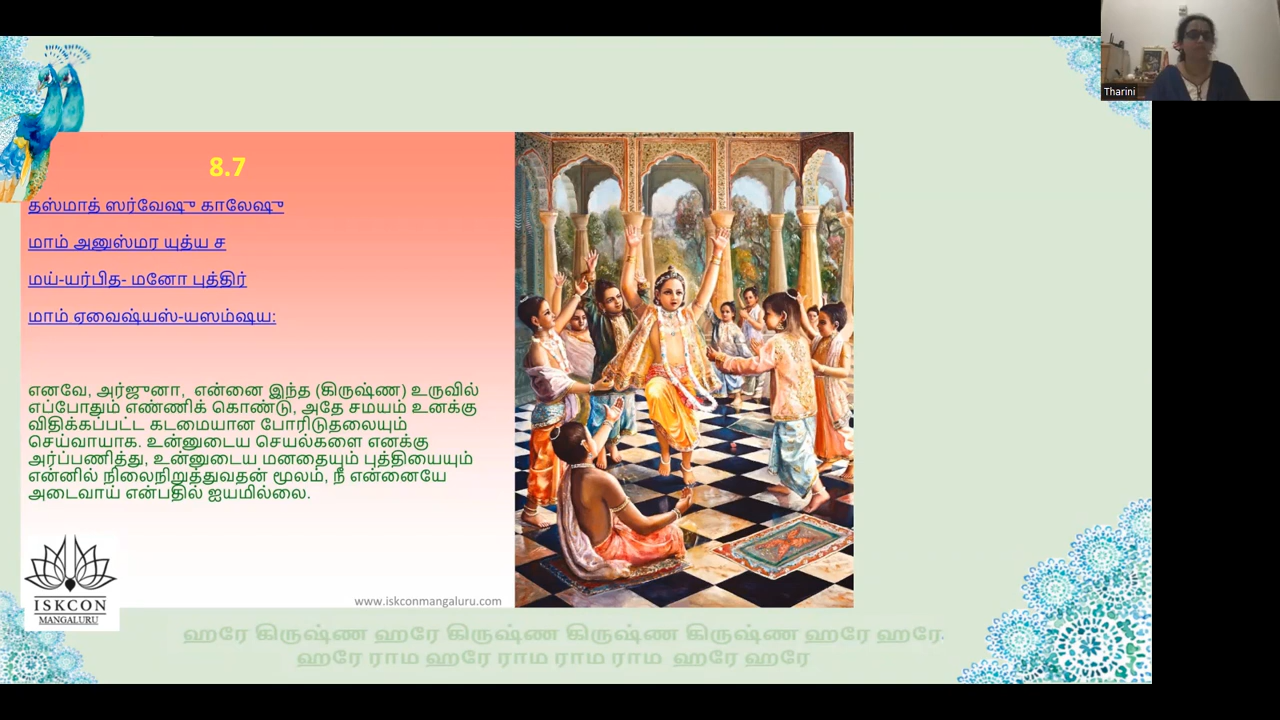 Tharini
8.7
தஸ்மாத் ஸர்வேஷு காலேஷு
மாம் அனுஸ்மர யுத்ய ச
மய்-யர்பித- மனோ புத்திர்
மாம் ஏவைஷ்யஸ்-யஸம்ஷய:
எனவே, அர்ஜுனா, என்னை இந்த (கிருஷ்ண) உருவில்
எப்போதும் எண்ணிக் கொண்டு, அதே சமயம் உனக்கு
விதிக்கப்பட்ட கடமையான போரிடுதலையும்
செய்வாயாக. உன்னுடைய செயல்களை எனக்கு
அர்ப்பணித்து, உன்னுடைய மனதையும் புத்தியையும்
என்னில் நிலைநிறுத்துவதன் மூலம், நீ என்னையே
அடைவாய் என்பதில் ஐயமில்லை.
ISKCON
MANGALURU
www.iskconmangaluru.com
ஹரே கிருஷ்ண ஹரே கிருஷ்ண கிருஷ்ண கிருஷ்ண ஹரே ஹரே
ஹரே ராம ஹரே ராம ராம ராம ஹரே ஹரே